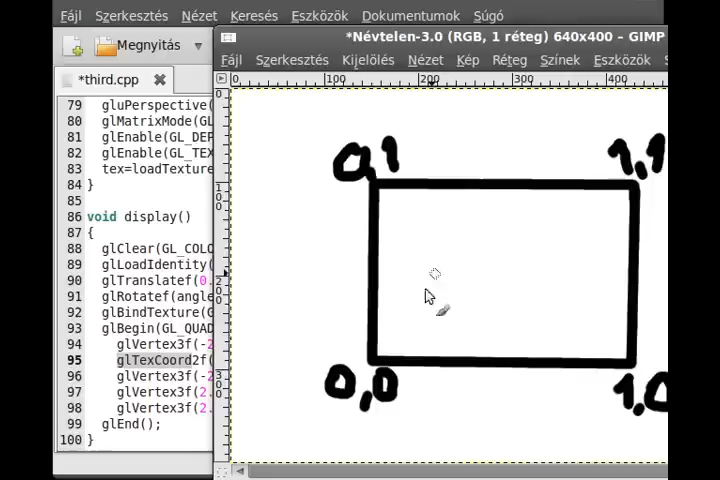 Fájl Szerkesztés Nézet Keresés Eszközök Dokumentumok Súgó
*Névtelen-3.0 (RGB, 1 réteg) 640x400 – GIMP
Megnyitás
Fájl Szerkesztés Kijelölés Nézet Kép Réteg Színek Eszközök
*third.cpp
0 100 200 300 400
0
100
200
300
79 gluPerspective(
80 glMatrixMode(GL
81 glEnable(GL_DEP
82 glEnable(GL_TEX
83 tex=loadTexture
84 }
85
86 void display()
87 {
88 glClear(GL_COLO
89 glLoadIdentity(
90 glTranslatef(0.
91 glRotatef(angle
92 glBindTexture(G
93 glBegin(GL_QUAD
94 glVertex3f(-2
95 glTexCoord2f(
96 glVertex3f(-2
97 glVertex3f(2.
98 glVertex3f(2.
99 glEnd();
100 }
0,1 1,1
0,0 1,0